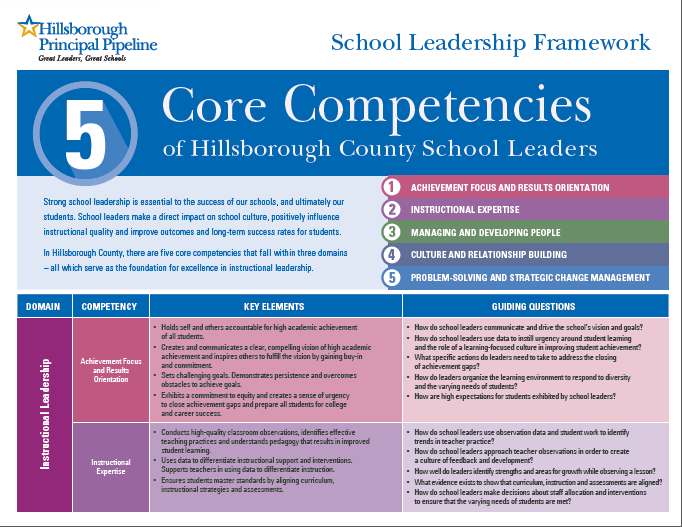 Hillsborough
Principal Pipeline
Great Leaders, Great Schools
School Leadership Framework
5
Core Competencies
of Hillsborough County School Leaders
Strong school leadership is essential to the success of our schools, and ultimately our
students. School leaders make a direct impact on school culture, positively influence
instructional quality and improve outcomes and long-term success rates for students.
In Hillsborough County, there are five core competencies that fall within three domains
– all which serve as the foundation for excellence in instructional leadership.
1 ACHIEVEMENT FOCUS AND RESULTS ORIENTATION
2 INSTRUCTIONAL EXPERTISE
3 MANAGING AND DEVELOPING PEOPLE
4 CULTURE AND RELATIONSHIP BUILDING
5 PROBLEM-SOLVING AND STRATEGIC CHANGE MANAGEMENT
DOMAIN COMPETENCY KEY ELEMENTS GUIDING QUESTIONS
Instructional Leadership
Achievement Focus
and Results
Orientation
• Holds self and others accountable for high academic achievement
of all students.
• Creates and communicates a clear, compelling vision of high academic
achievement and inspires others to fulfill the vision by gaining buy-in
and commitment.
• Sets challenging goals. Demonstrates persistence and overcomes
obstacles to achieve goals.
• Exhibits a commitment to equity and creates a sense of urgency
to close achievement gaps and prepare all students for college
and career success.
• How do school leaders communicate and drive the school's vision and goals?
• How do school leaders use data to instill urgency around student learning
and the role of a learning-focused culture in improving student achievement?
• What specific actions do leaders need to take to address the closing
of achievement gaps?
• How do leaders organize the learning environment to respond to diversity
and the varying needs of students?
• How are high expectations for students exhibited by school leaders?
Instructional
Expertise
• Conducts high-quality classroom observations, identifies effective
teaching practices and understands pedagogy that results in improved
student learning.
• Uses data to differentiate instructional support and interventions.
Supports teachers in using data to differentiate instruction.
• Ensures students master standards by aligning curriculum,
instructional strategies and assessments.
• How do school leaders use observation data and student work to identify
trends in teacher practice?
• How do school leaders approach teacher observations in order to create
a culture of feedback and development?
• How well do leaders identify strengths and areas for growth while observing a lesson?
• What evidence exists to show that curriculum, instruction and assessments are aligned?
• How do school leaders make decisions about staff allocation and interventions
to ensure that the varying needs of students are met?